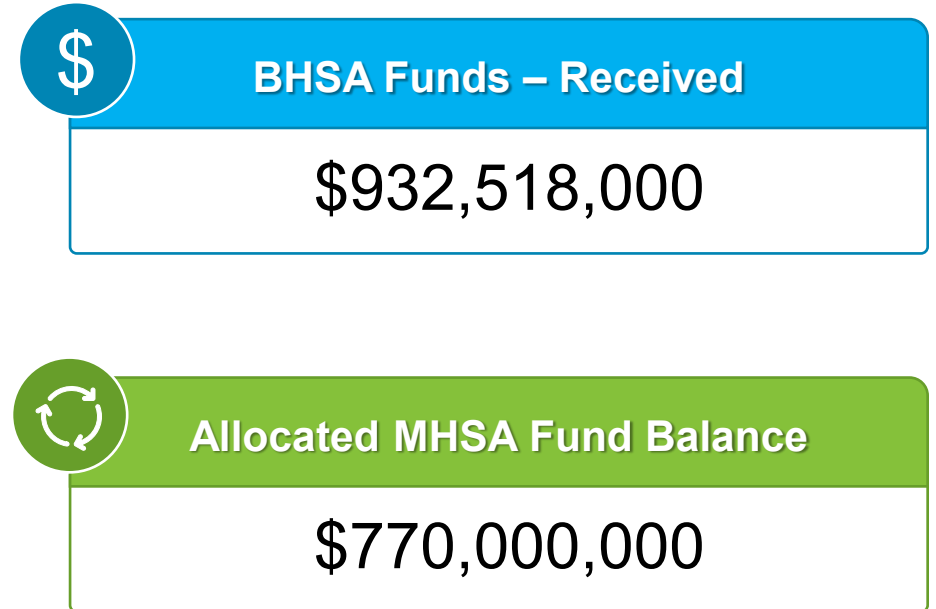 $
BHSA Funds – Received
$932,518,000
Allocated MHSA Fund Balance
$770,000,000